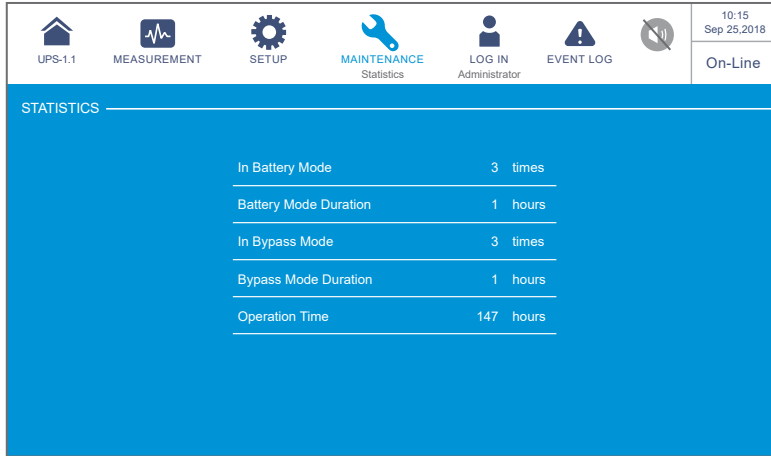 10:15
Sep 25,2018
UPS-1.1 MEASUREMENT SETUP MAINTENANCE LOG IN EVENT LOG
On-Line
Statistics Administrator
STATISTICS
In Battery Mode 3 times
Battery Mode Duration 1 hours
In Bypass Mode 3 times
Bypass Mode Duration 1 hours
Operation Time 147 hours